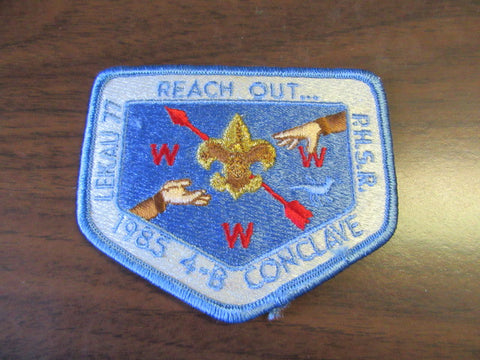 REACH OUT...
LEKAU 77
P.H.S.R.
W W
W
1985 4-B CONCLAVE